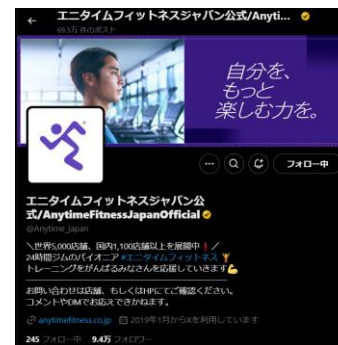 エニタイムフィットネスジャパン公式/Anyti...
69.5万 件のポスト
自分を、
もっと
楽しむ力を。
フォロー中
エニタイムフィットネスジャパン公
式/AnytimeFitnessJapanOfficial
@Anytime_japan
＼世界5,000店舗、国内1,100店舗以上を展開中❗／
24時間ジムのパイオニア #エニタイムフィットネス 🏋
トレーニングをがんばるみなさんを応援していきます💪
お問い合わせは店舗、もしくはHPにてご確認ください。
コメントやDMでお応えできかねます。
anytimefitness.co.jp 2019年1月からXを利用しています
245 フォロー中 9.4万 フォロワー